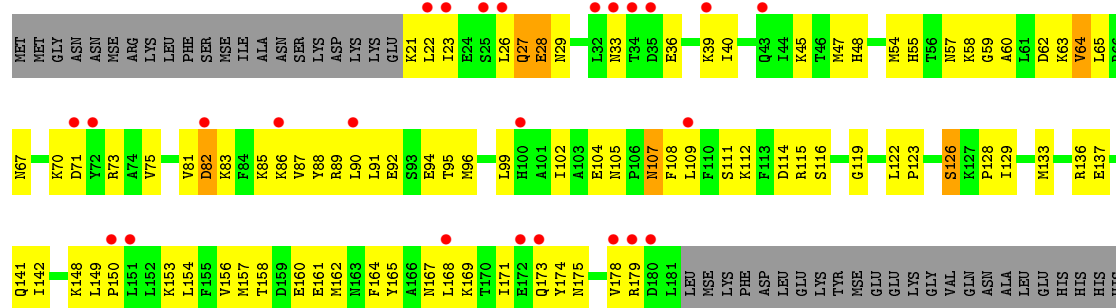 MET MET GLY ASN ASN MSE ARG LYS LEU PHE SER MSE ILE ALA ASN SER LYS ASP LYS LYS GLU K21 L22 I23 E24 S25 L26 Q27 E28 N29 L32 N33 T34 D35 E36 K39 I40 Q43 I44 K45 T46 M47 H48 M54 H55 T56 N57 K58 G59 A60 L61 D62 K63 V64 L65
N67 K70 D71 Y72 R73 A74 V75 V81 D82 K83 F84 K85 K86 V87 Y88 R89 L90 L91 E92 S93 E94 T95 M96 L99 H100 A101 I102 A103 E104 N105 P106 N107 F108 L109 F110 S111 K112 F113 D114 R115 S116 G119 L122 P123 S126 K127 P128 I129 M133 R136 E137
Q141 I142 K148 L149 P150 L151 L152 K153 L154 F155 V156 M157 T158 D159 E160 E161 M162 N163 F164 Y165 A166 N167 L168 K169 T170 I171 E172 Q173 Y174 N175 V178 R179 D180 L181 LEU MSE LYS PHE ASP LEU GLU LYS TYR MSE GLU GLU LYS GLY VAL GLN ASN ALA LEU GLU HIS HIS HIS